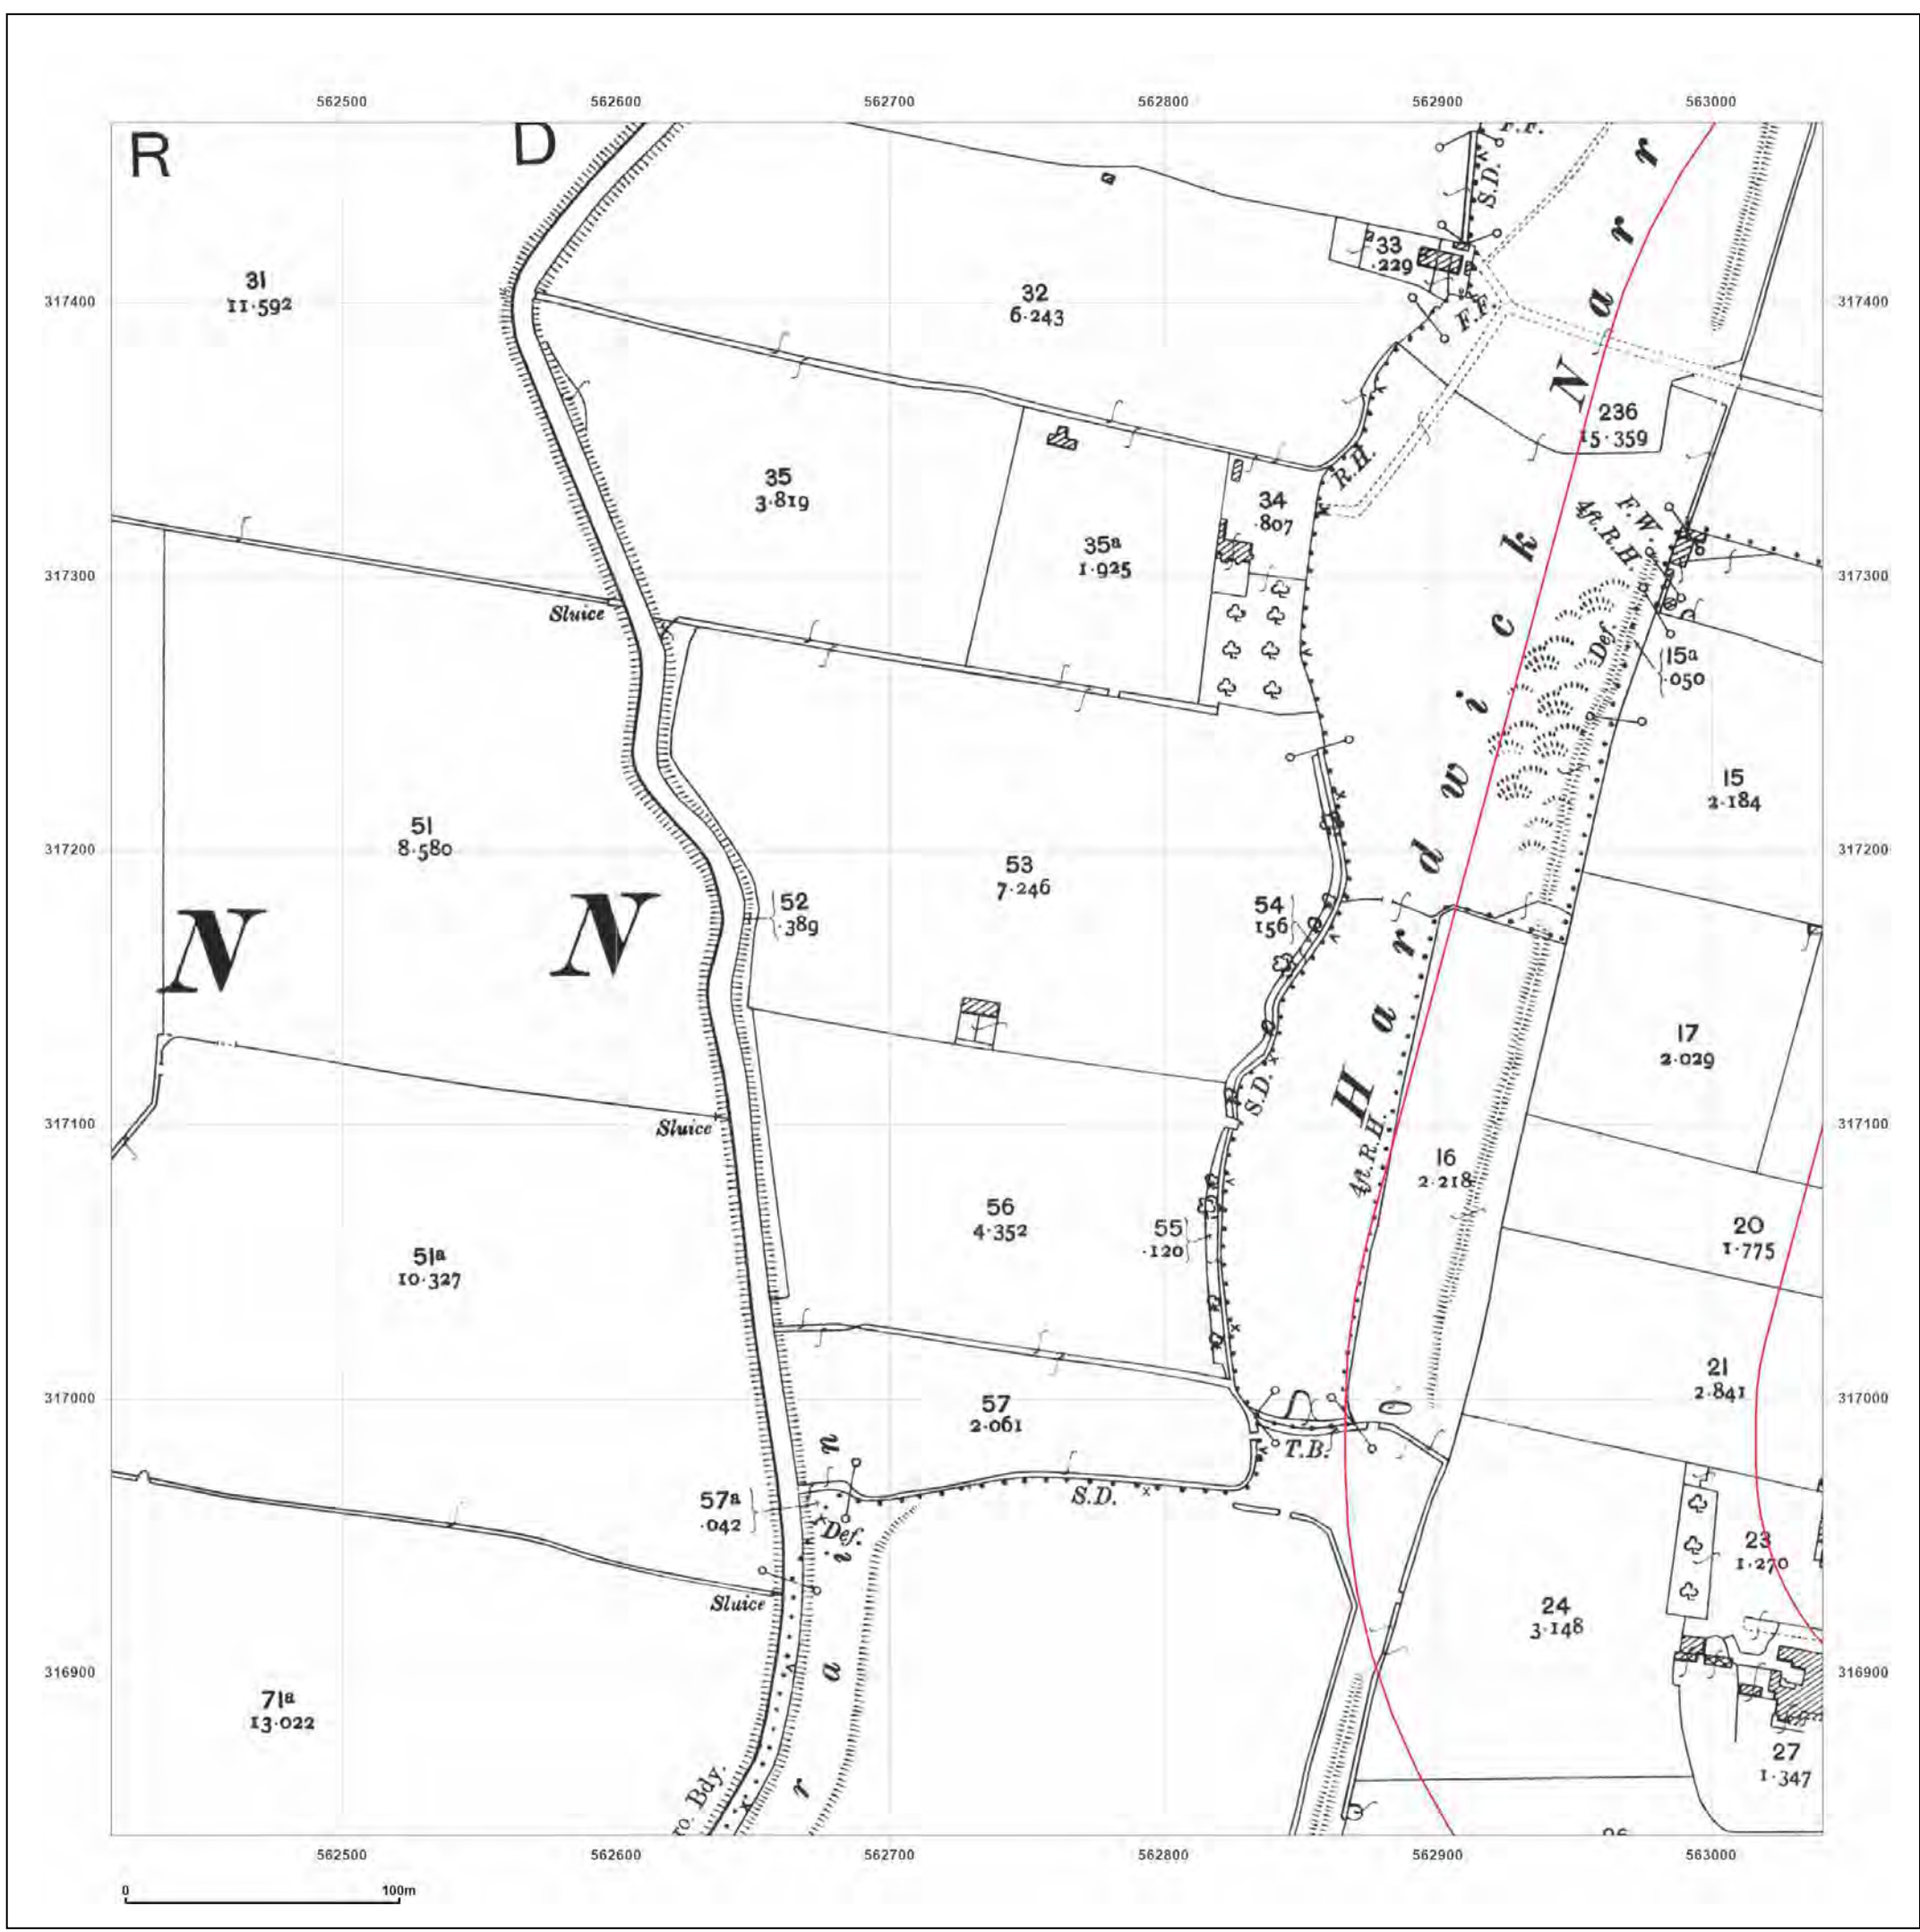 562500 562600 562700 562800 562900 563000
R D
F.F.
S.D.
33
.229
317400 317400
31
11.592
32
6.243
F.F.
236
15.359
R.H.
35
3.819
34
.807
35a
1.925
F.W.
4ft.R.H.
317300 317300
Sluice
Def.
15a
.050
15
2.184
51
8.580
317200 317200
53
7.246
52
.389
54
.156
N N
Hardwick Narr
17
2.029
S.D.
317100 317100
Sluice
4ft.R.H.
16
2.218
56
4.352
55
.120
20
1.775
51a
10.327
21
2.841
317000 317000
57
2.061
T.B.
n
S.D.
57a
.042
Def.
i
23
1.270
Sluice
24
3.148
316900 316900
a
71a
13.022
27
1.347
r
ro. Bdy.
562500 562600 562700 562800 562900 563000
0 100m